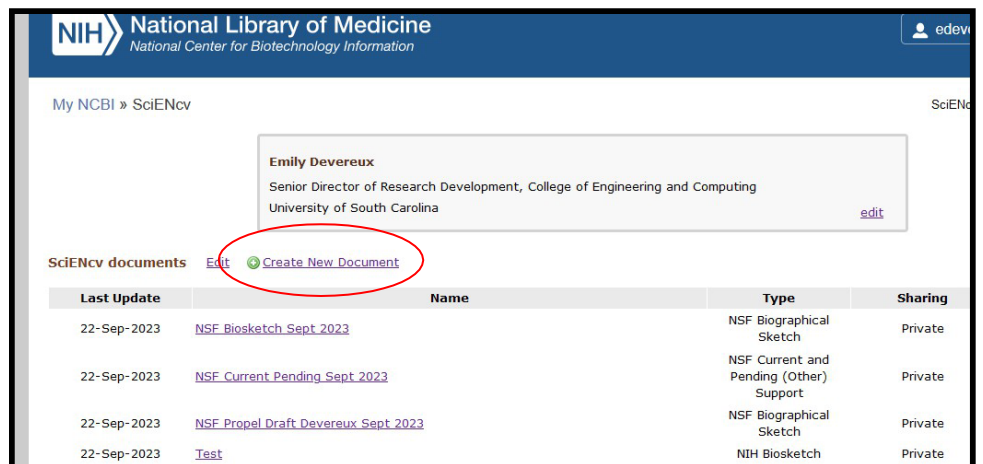 NIH National Library of Medicine
National Center for Biotechnology Information
My NCBI » SciENcv
Emily Devereux
Senior Director of Research Development, College of Engineering and Computing
University of South Carolina
edit
SciENcv documents Edit Create New Document
Last Update Name Type Sharing
22-Sep-2023 NSF Biosketch Sept 2023 NSF Biographical Sketch Private
22-Sep-2023 NSF Current Pending Sept 2023 NSF Current and Pending (Other) Support Private
22-Sep-2023 NSF Propel Draft Devereux Sept 2023 NSF Biographical Sketch Private
22-Sep-2023 Test NIH Biosketch Private